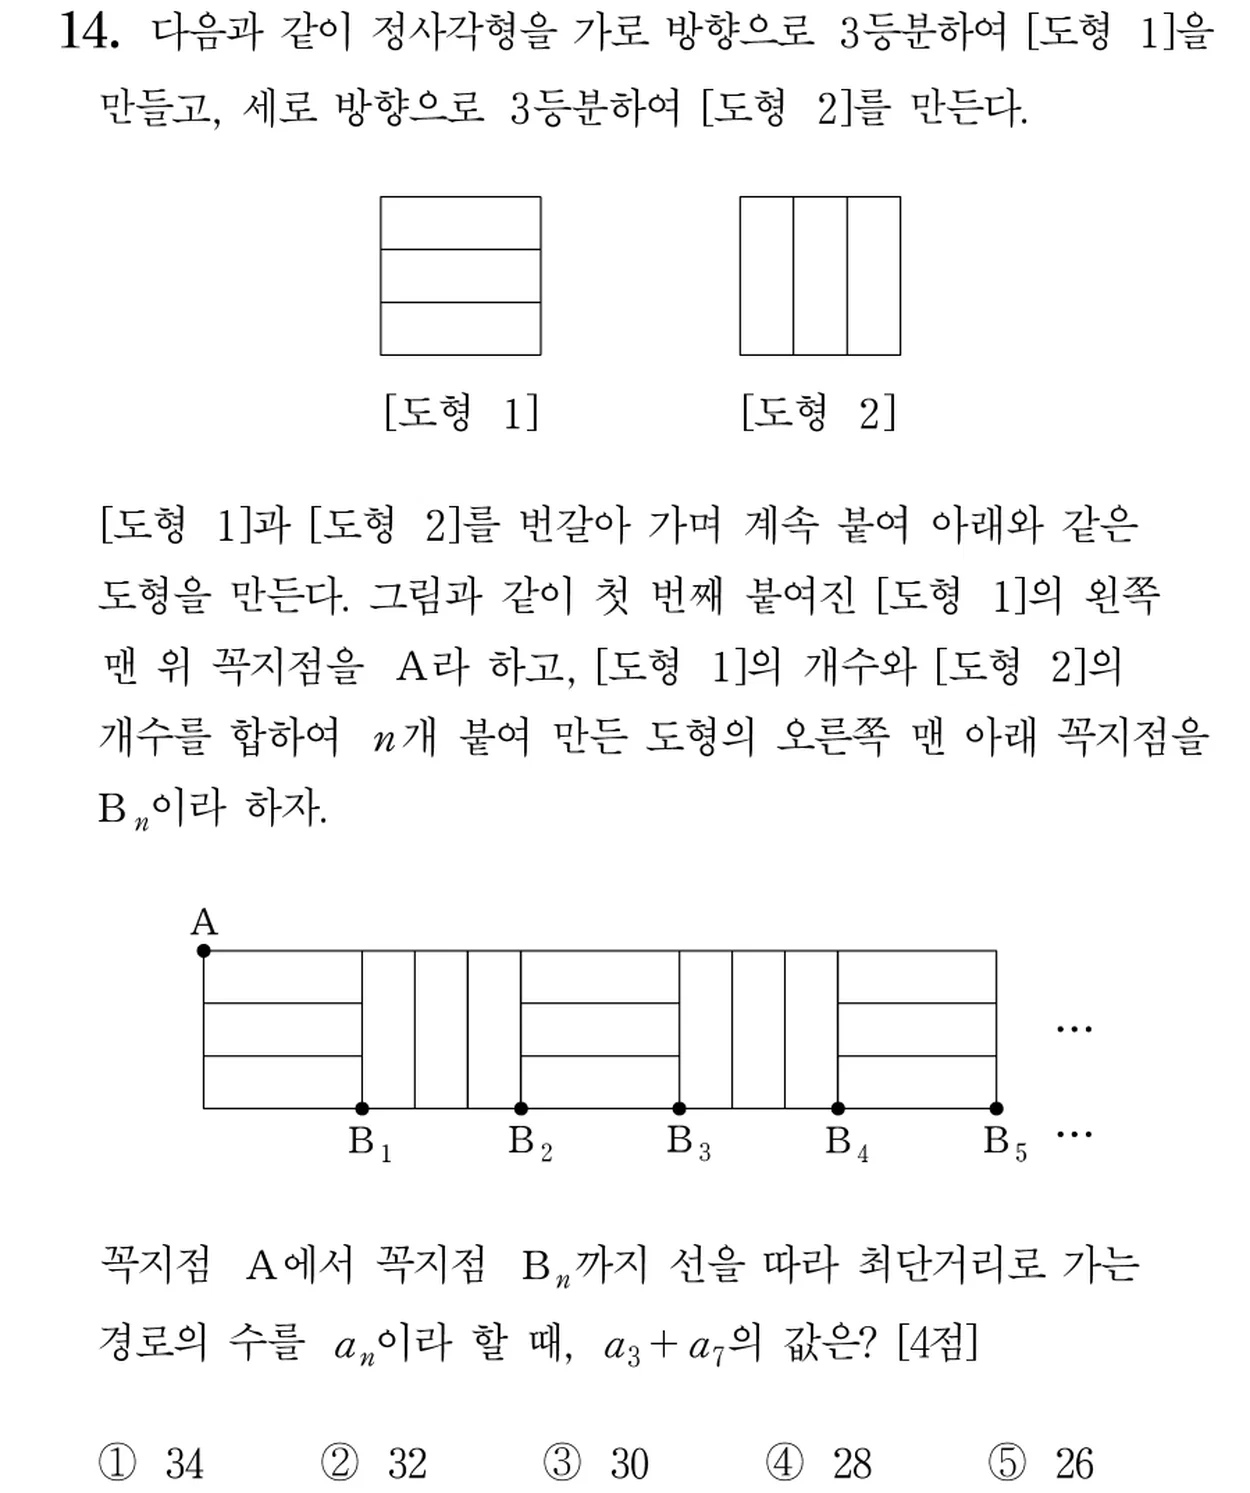 14. 다음과 같이 정사각형을 가로 방향으로 3등분하여 [도형 1]을
만들고, 세로 방향으로 3등분하여 [도형 2]를 만든다.
[도형 1] [도형 2]
[도형 1]과 [도형 2]를 번갈아 가며 계속 붙여 아래와 같은
도형을 만든다. 그림과 같이 첫 번째 붙여진 [도형 1]의 왼쪽
맨 위 꼭지점을 A라 하고, [도형 1]의 개수와 [도형 2]의
개수를 합하여 n개 붙여 만든 도형의 오른쪽 맨 아래 꼭지점을
Bₙ이라 하자.
A
…
B₁ B₂ B₃ B₄ B₅ …
꼭지점 A에서 꼭지점 Bₙ까지 선을 따라 최단거리로 가는
경로의 수를 aₙ이라 할 때, a₃+a₇의 값은? [4점]
① 34 ② 32 ③ 30 ④ 28 ⑤ 26